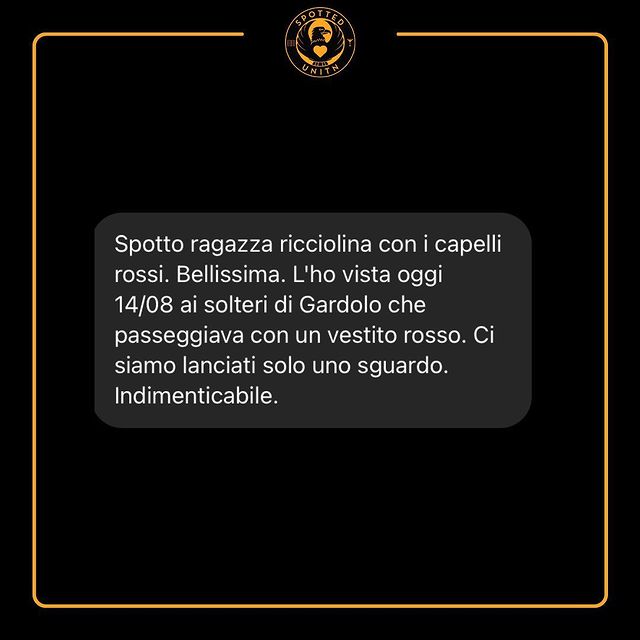 SPOTTED
UNITN
Spotto ragazza ricciolina con i capelli
rossi. Bellissima. L'ho vista oggi
14/08 ai solteri di Gardolo che
passeggiava con un vestito rosso. Ci
siamo lanciati solo uno sguardo.
Indimenticabile.